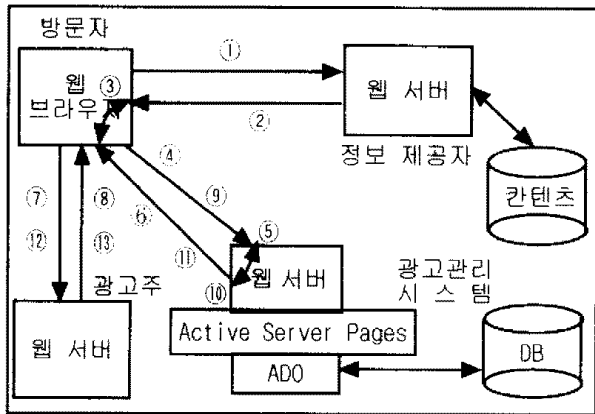 방문자
①
웹
브라우저
③
②
웹 서버
정보 제공자
④
⑨
⑦
⑧
⑥
칸텐츠
⑤
⑫
⑬
⑪
광고주
⑩
웹 서버
광고관리
시 스 템
웹 서버
Active Server Pages
DB
ADO